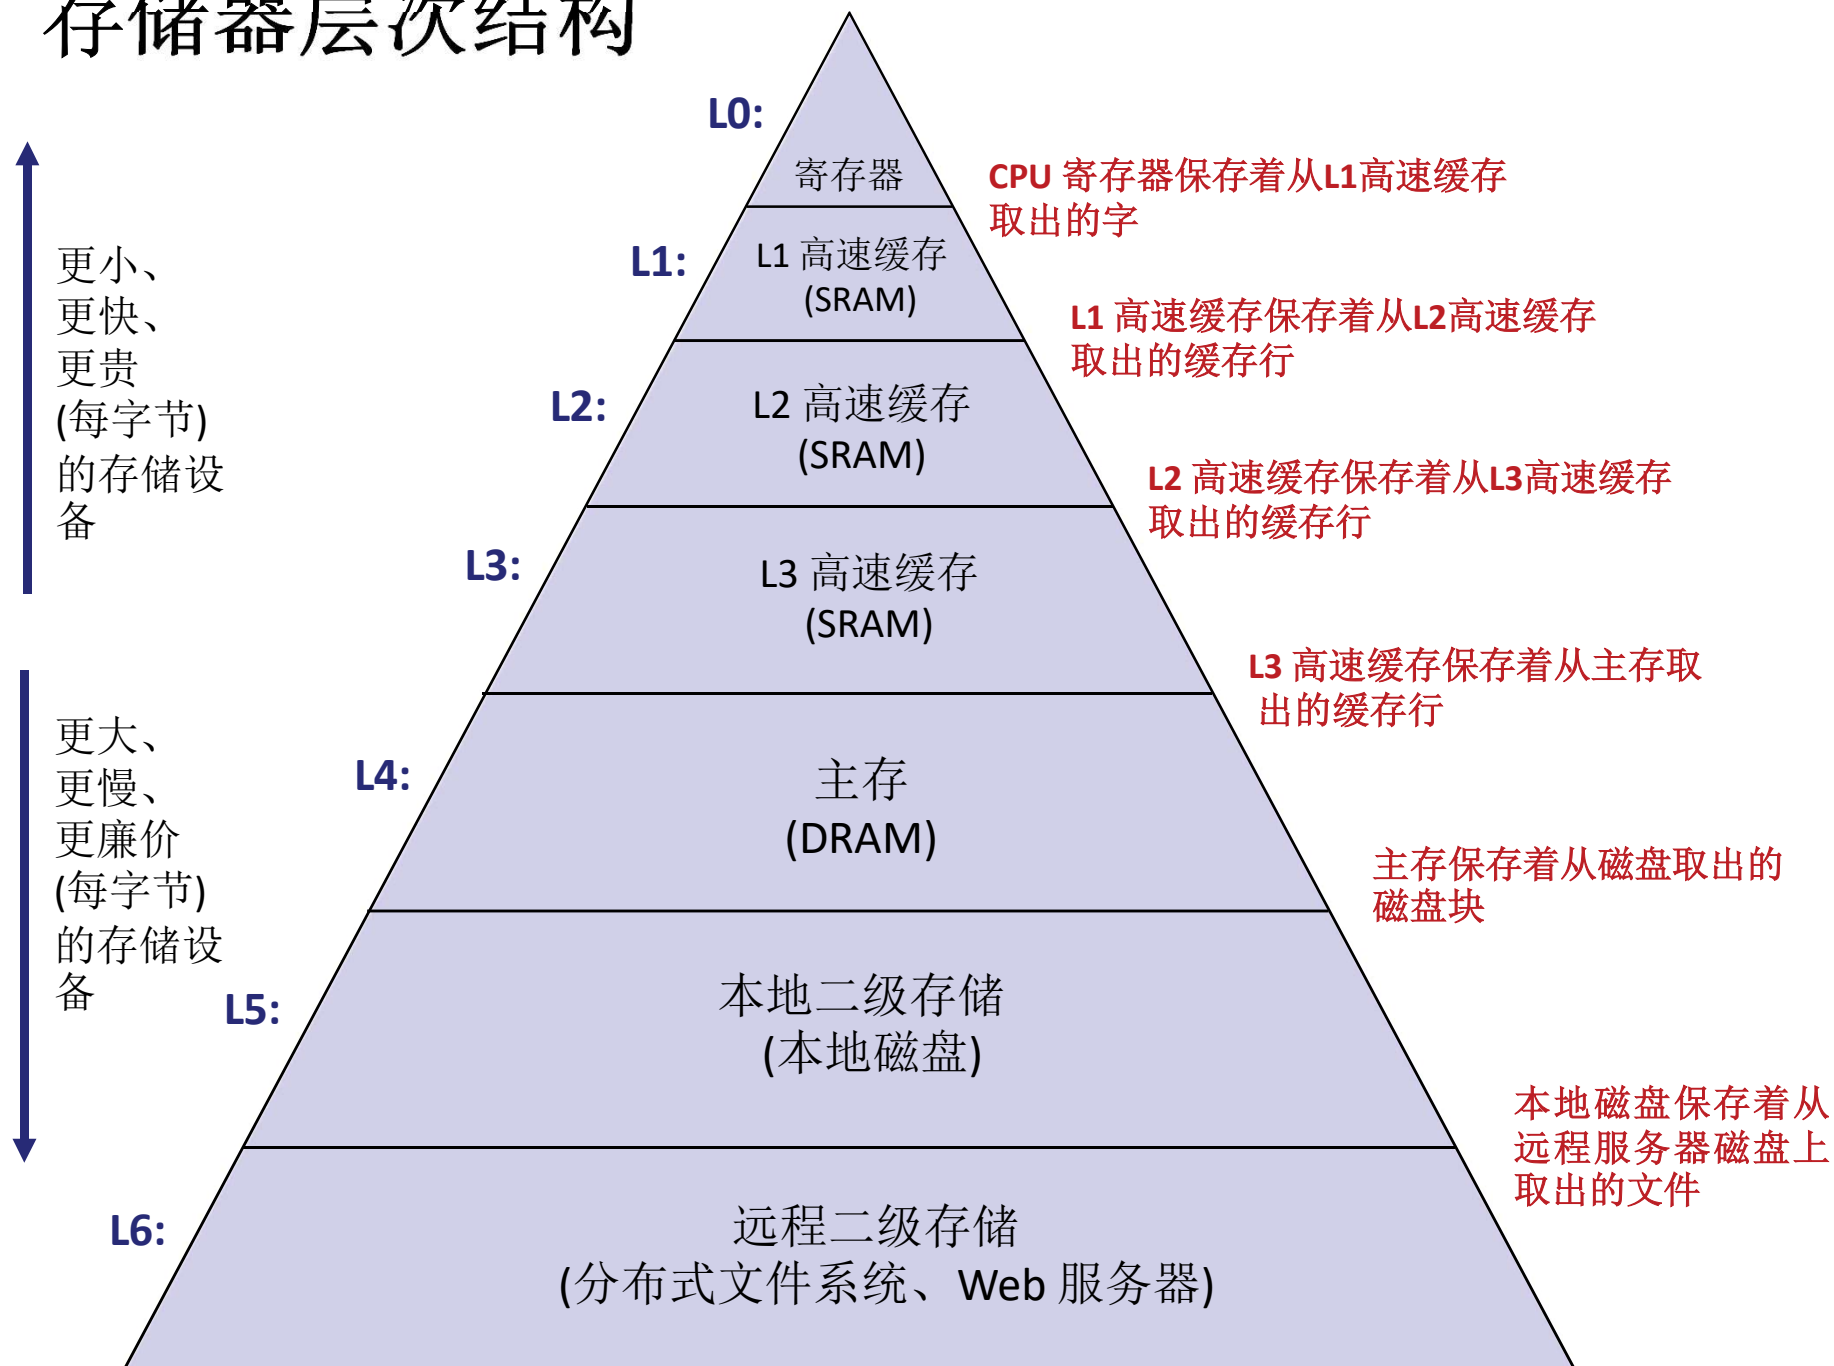 存储器层次结构
L0:
寄存器
CPU 寄存器保存着从L1高速缓存
取出的字
L1:
L1 高速缓存
(SRAM)
L1 高速缓存保存着从L2高速缓存
取出的缓存行
更小、
更快、
更贵
(每字节)
的存储设
备
L2:
L2 高速缓存
(SRAM)
L2 高速缓存保存着从L3高速缓存
取出的缓存行
L3:
L3 高速缓存
(SRAM)
L3 高速缓存保存着从主存取
出的缓存行
更大、
更慢、
更廉价
(每字节)
的存储设
备
L4:
主存
(DRAM)
主存保存着从磁盘取出的
磁盘块
L5:
本地二级存储
(本地磁盘)
本地磁盘保存着从
远程服务器磁盘上
取出的文件
L6:
远程二级存储
(分布式文件系统、Web 服务器)